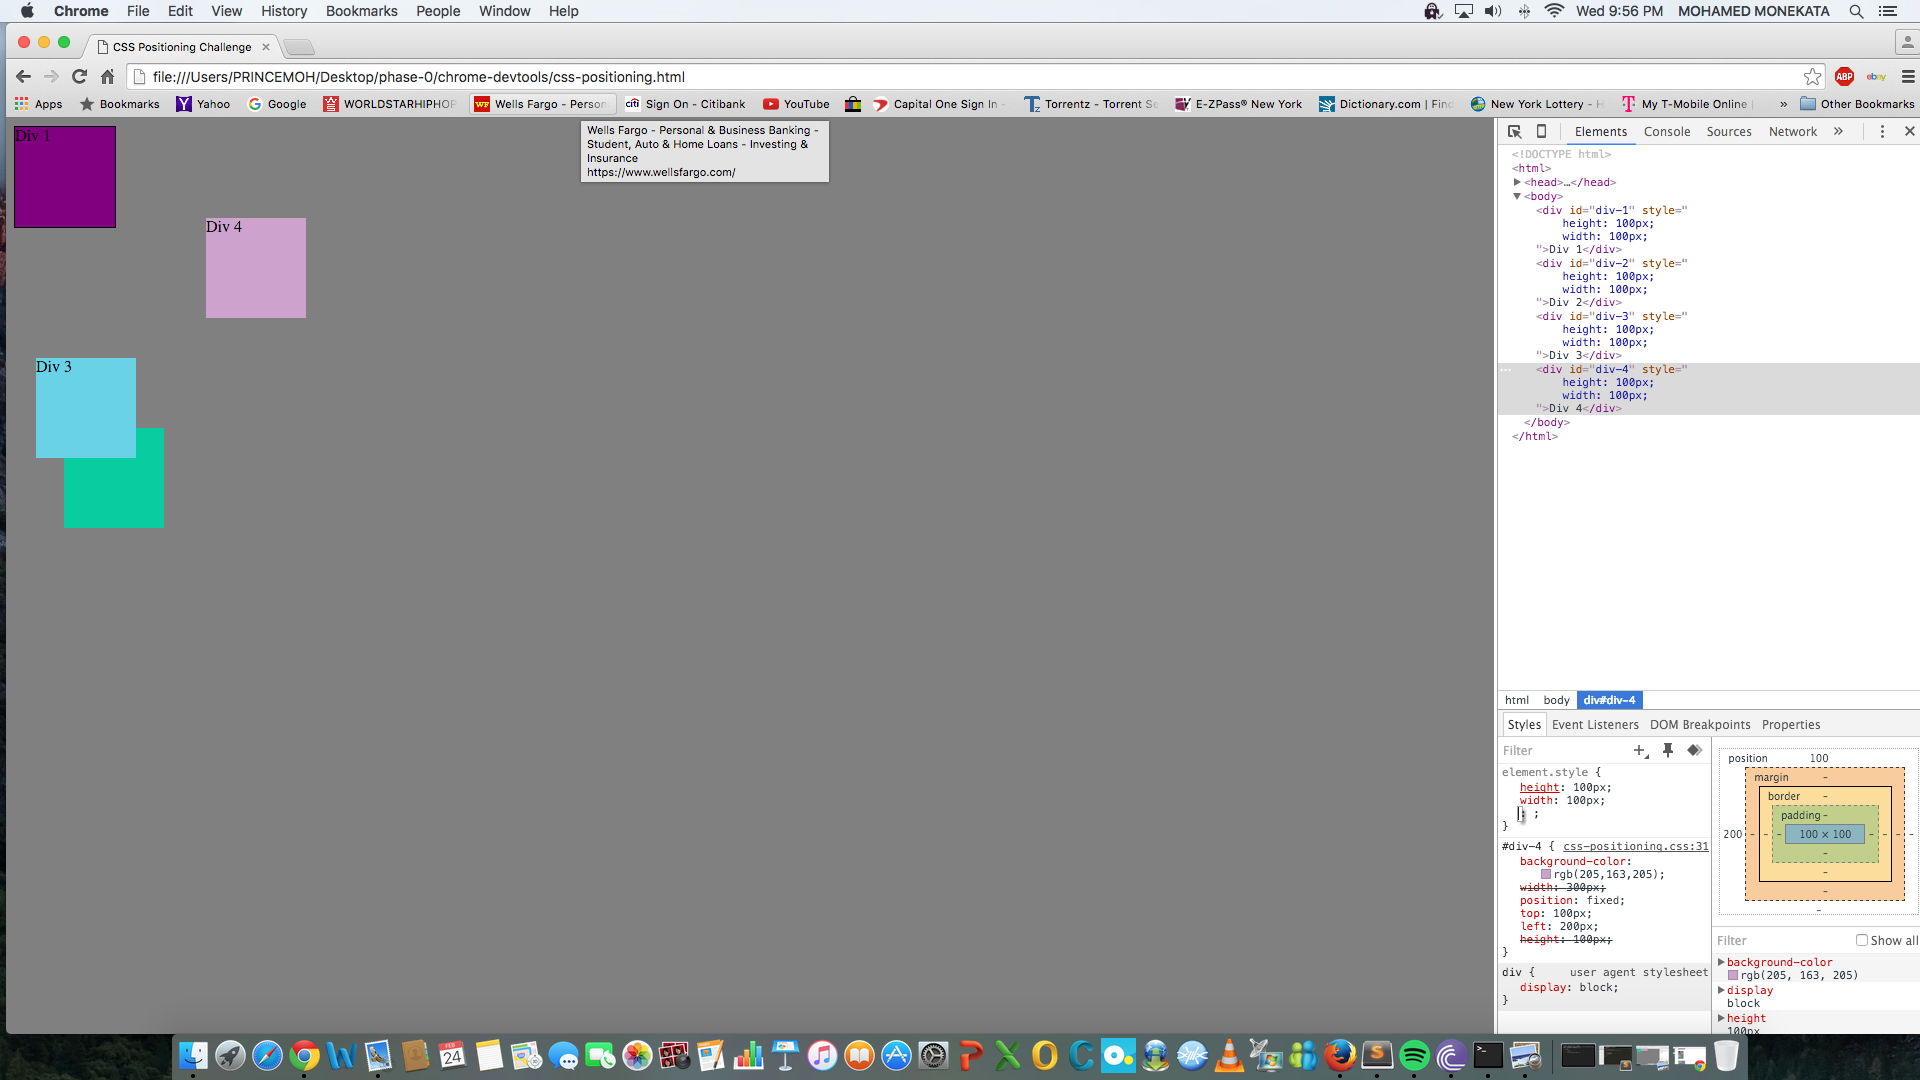 Chrome File Edit View History Bookmarks People Window Help Wed 9:56 PM MOHAMED MONEKATA
CSS Positioning Challenge
file:///Users/PRINCEMOH/Desktop/phase-0/chrome-devtools/css-positioning.html
Apps Bookmarks Yahoo Google WORLDSTARHIPHOP Wells Fargo - Person Sign On - Citibank YouTube Capital One Sign In - Torrentz - Torrent Se E-ZPass® New York Dictionary.com | Find New York Lottery - H My T-Mobile Online | » Other Bookmarks
Wells Fargo - Personal & Business Banking -
Student, Auto & Home Loans - Investing &
Insurance
https://www.wellsfargo.com/
Div 1
Div 4
Div 3
Elements Console Sources Network »
<!DOCTYPE html>
<html>
<head>…</head>
<body>
<div id="div-1" style="
height: 100px;
width: 100px;
">Div 1</div>
<div id="div-2" style="
height: 100px;
width: 100px;
">Div 2</div>
<div id="div-3" style="
height: 100px;
width: 100px;
">Div 3</div>
<div id="div-4" style="
height: 100px;
width: 100px;
">Div 4</div>
</body>
</html>
html body div#div-4
Styles Event Listeners DOM Breakpoints Properties
Filter
element.style {
height: 100px;
width: 100px;
: ;
}
#div-4 { css-positioning.css:31
background-color:
rgb(205,163,205);
width: 300px;
position: fixed;
top: 100px;
left: 200px;
height: 100px;
}
div { user agent stylesheet
display: block;
}
position 100
margin -
border -
padding -
200 - - - 100 × 100 - - - -
-
-
-
-
Filter Show all
background-color
rgb(205, 163, 205)
display
block
height
100px
FEB
24